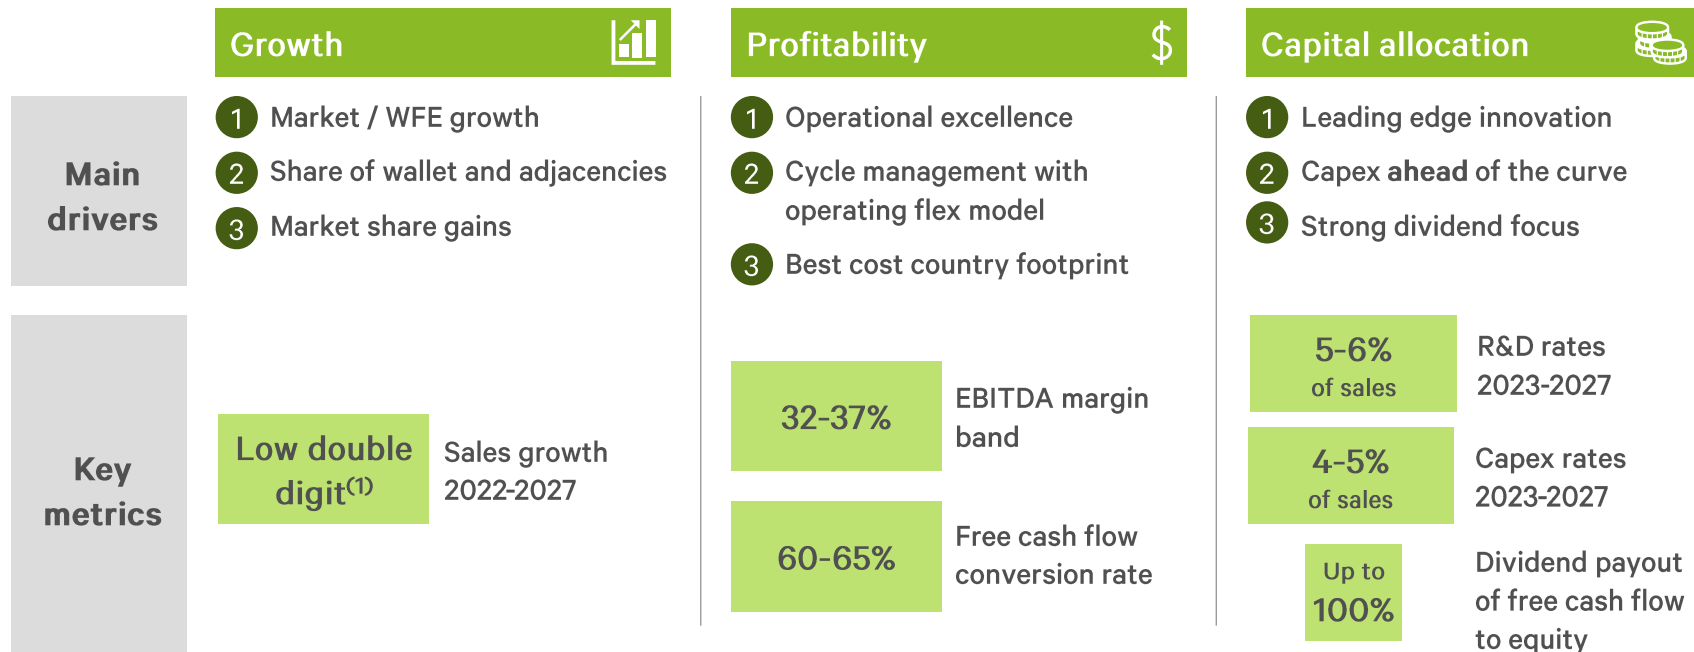 Growth
Profitability
$
Capital allocation
Main
drivers
1 Market / WFE growth
2 Share of wallet and adjacencies
3 Market share gains
1 Operational excellence
2 Cycle management with
operating flex model
3 Best cost country footprint
1 Leading edge innovation
2 Capex ahead of the curve
3 Strong dividend focus
Key
metrics
Low double
digit(1)
Sales growth
2022-2027
32-37%
EBITDA margin
band
60-65%
Free cash flow
conversion rate
5-6%
of sales
R&D rates
2023-2027
4-5%
of sales
Capex rates
2023-2027
Up to
100%
Dividend payout
of free cash flow
to equity